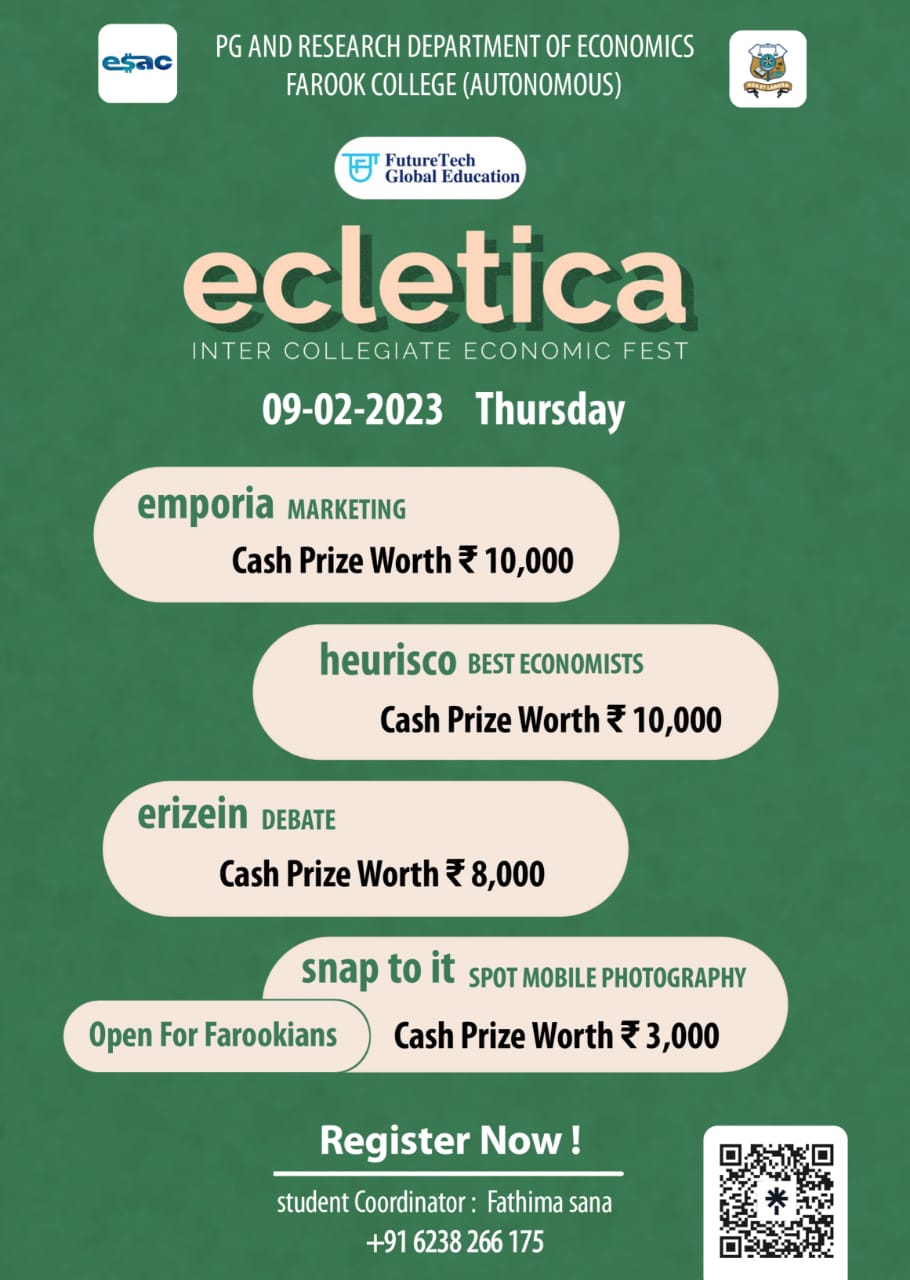 esac
PG AND RESEARCH DEPARTMENT OF ECONOMICS
FAROOK COLLEGE (AUTONOMOUS)
FutureTech
Global Education
ecletica
INTER COLLEGIATE ECONOMIC FEST
09-02-2023 Thursday
emporia MARKETING
Cash Prize Worth ₹ 10,000
heurisco BEST ECONOMISTS
Cash Prize Worth ₹ 10,000
erizein DEBATE
Cash Prize Worth ₹ 8,000
snap to it SPOT MOBILE PHOTOGRAPHY
Open For Farookians
Cash Prize Worth ₹ 3,000
Register Now !
student Coordinator : Fathima sana
+91 6238 266 175